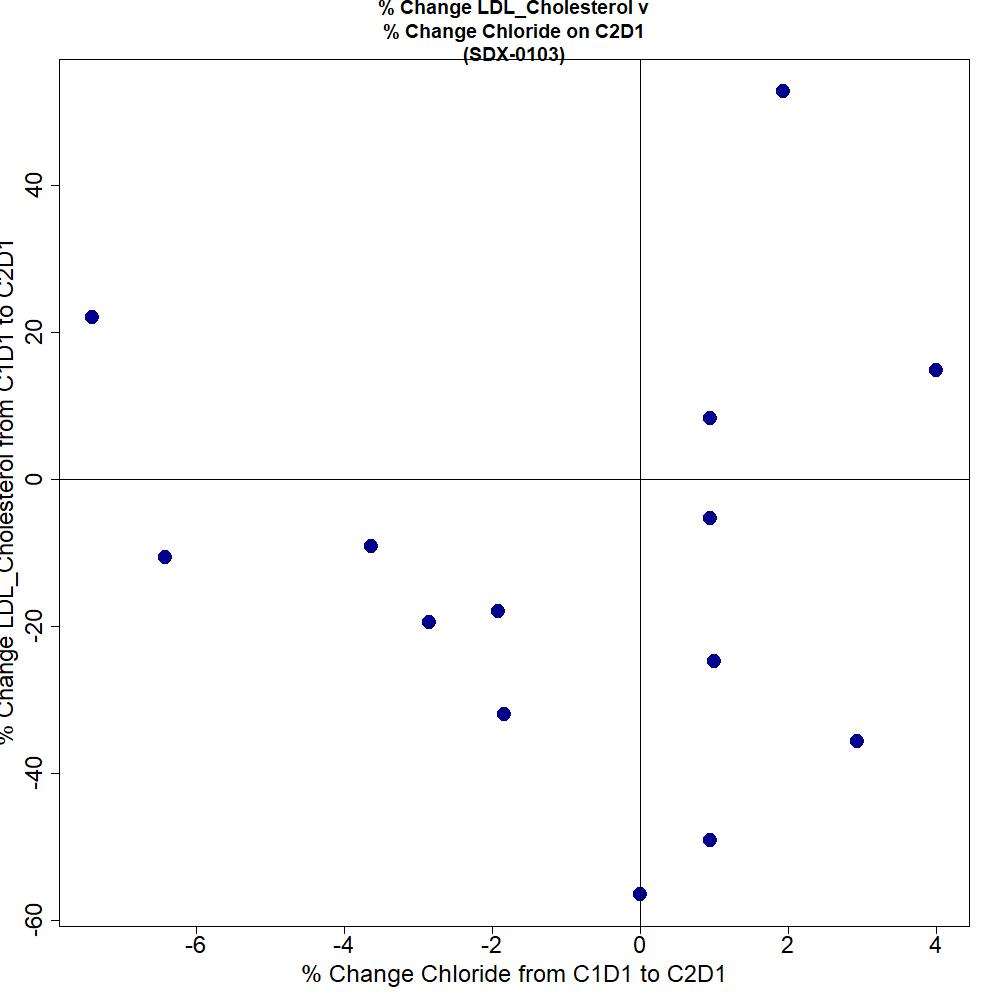 % Change LDL_Cholesterol v
% Change Chloride on C2D1
(SDX-0103)
% Change LDL_Cholesterol from C1D1 to C2D1
40
20
0
-20
-40
-60
-6
-4
-2
0
2
4
% Change Chloride from C1D1 to C2D1